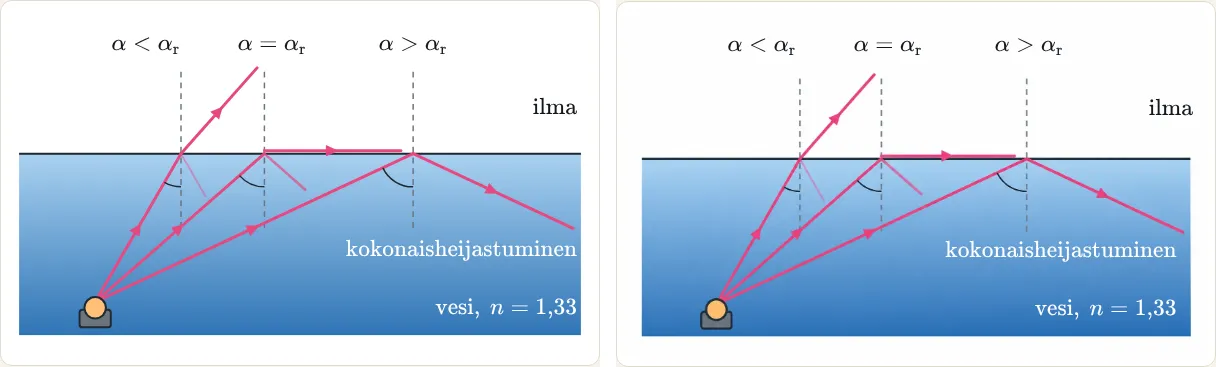 α < αᵣ α = αᵣ α > αᵣ
ilma
kokonaisheijastuminen
vesi, n = 1,33
α < αᵣ α = αᵣ α > αᵣ
ilma
kokonaisheijastuminen
vesi, n = 1,33